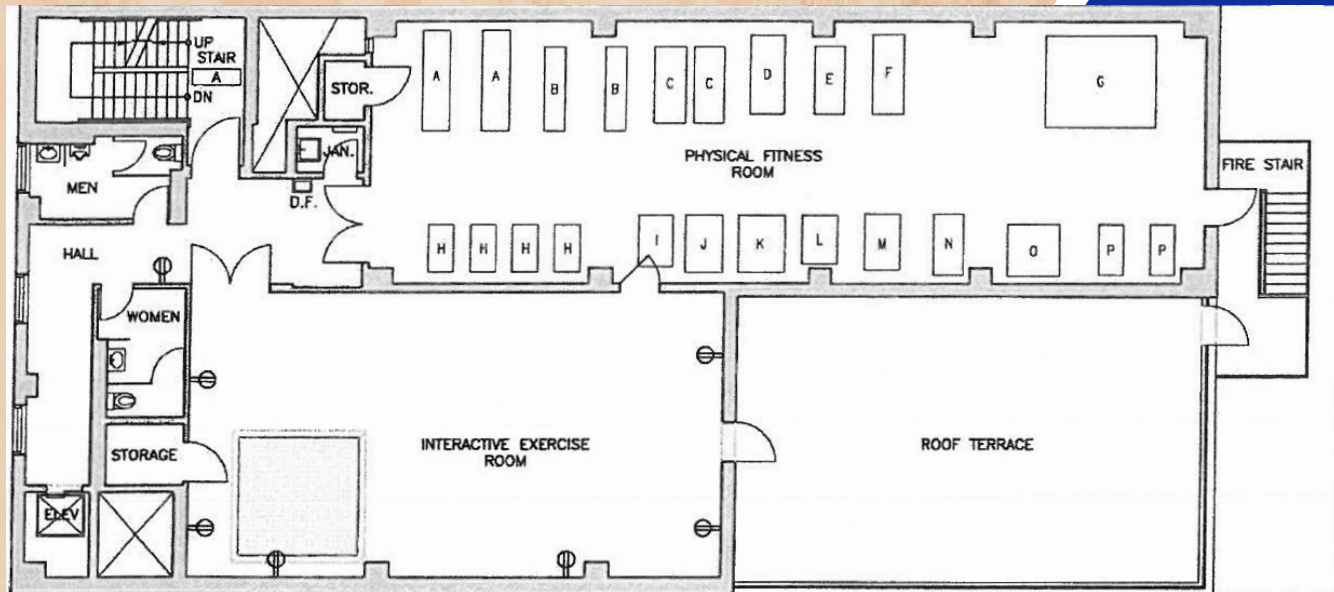 UP
STAIR
A
DN
STOR.
A A B B C C D E F G
JAN.
PHYSICAL FITNESS
ROOM
FIRE STAIR
MEN
D.F.
HALL
H H H H I J K L M N O P P
WOMEN
STORAGE
INTERACTIVE EXERCISE
ROOM
ROOF TERRACE
ELEV